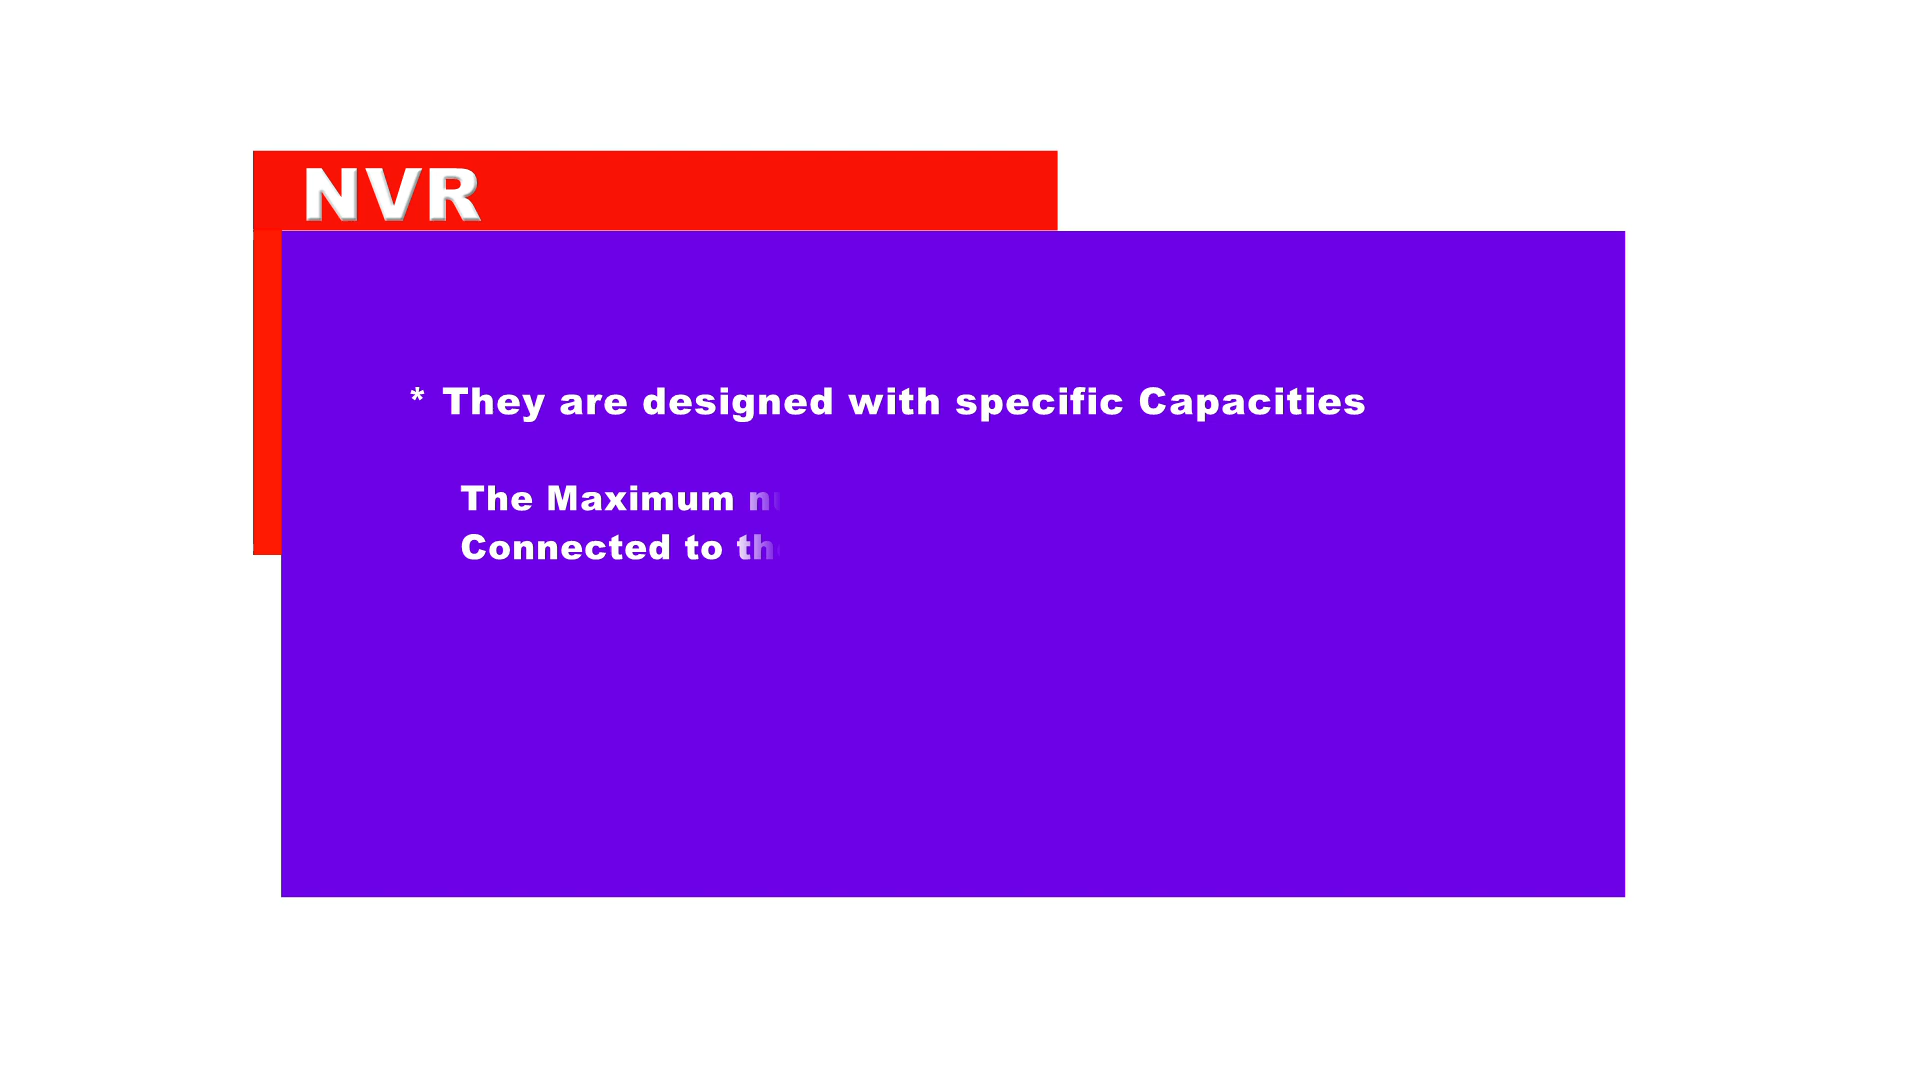 NVR
* They are designed with specific Capacities
The Maximum
Connected to